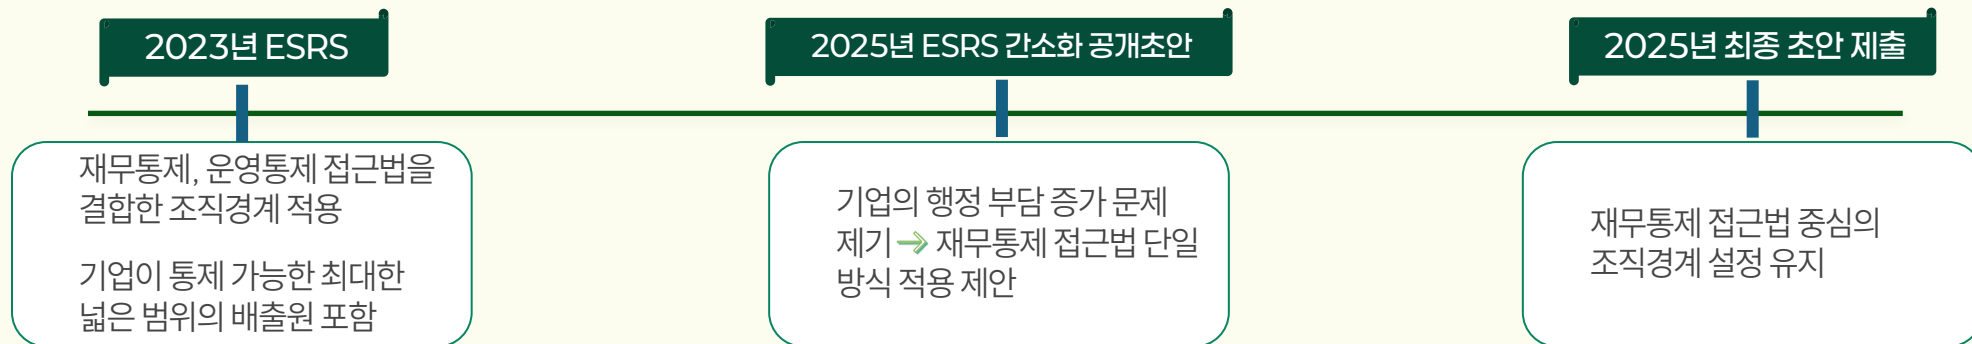 2023년 ESRS
2025년 ESRS 간소화 공개초안
2025년 최종 초안 제출
재무통제, 운영통제 접근법을
결합한 조직경계 적용
기업이 통제 가능한 최대한
넓은 범위의 배출원 포함
기업의 행정 부담 증가 문제
제기 → 재무통제 접근법 단일
방식 적용 제안
재무통제 접근법 중심의
조직경계 설정 유지